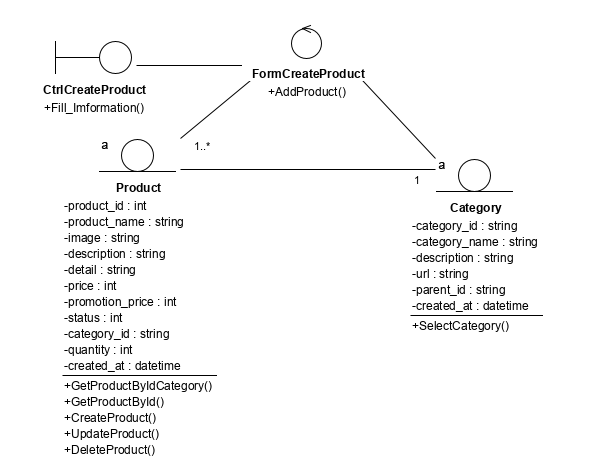 CtrlCreateProduct
+Fill_Imformation()
FormCreateProduct
+AddProduct()
a
1..*
Product
-product_id : int
-product_name : string
-image : string
-description : string
-detail : string
-price : int
-promotion_price : int
-status : int
-category_id : string
-quantity : int
-created_at : datetime
+GetProductByIdCategory()
+GetProductById()
+CreateProduct()
+UpdateProduct()
+DeleteProduct()
a
1
Category
-category_id : string
-category_name : string
-description : string
-url : string
-parent_id : string
-created_at : datetime
+SelectCategory()